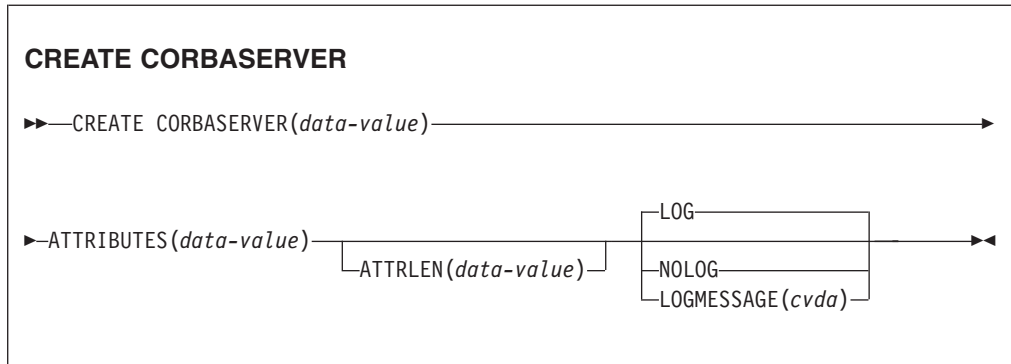 CREATE CORBASERVER
CREATE CORBASERVER(data-value)
LOG
ATTRIBUTES(data-value)
ATTRLEN(data-value)
NOLOG
LOGMESSAGE(cvda)